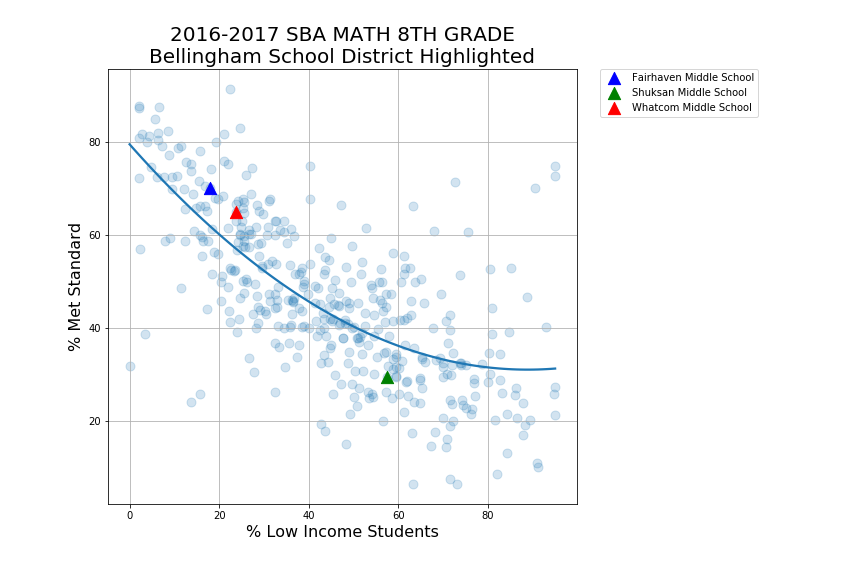 2016-2017 SBA MATH 8TH GRADE
Bellingham School District Highlighted
Fairhaven Middle School
Shuksan Middle School
Whatcom Middle School
% Met Standard
80
60
40
20
0
20
40
60
80
% Low Income Students